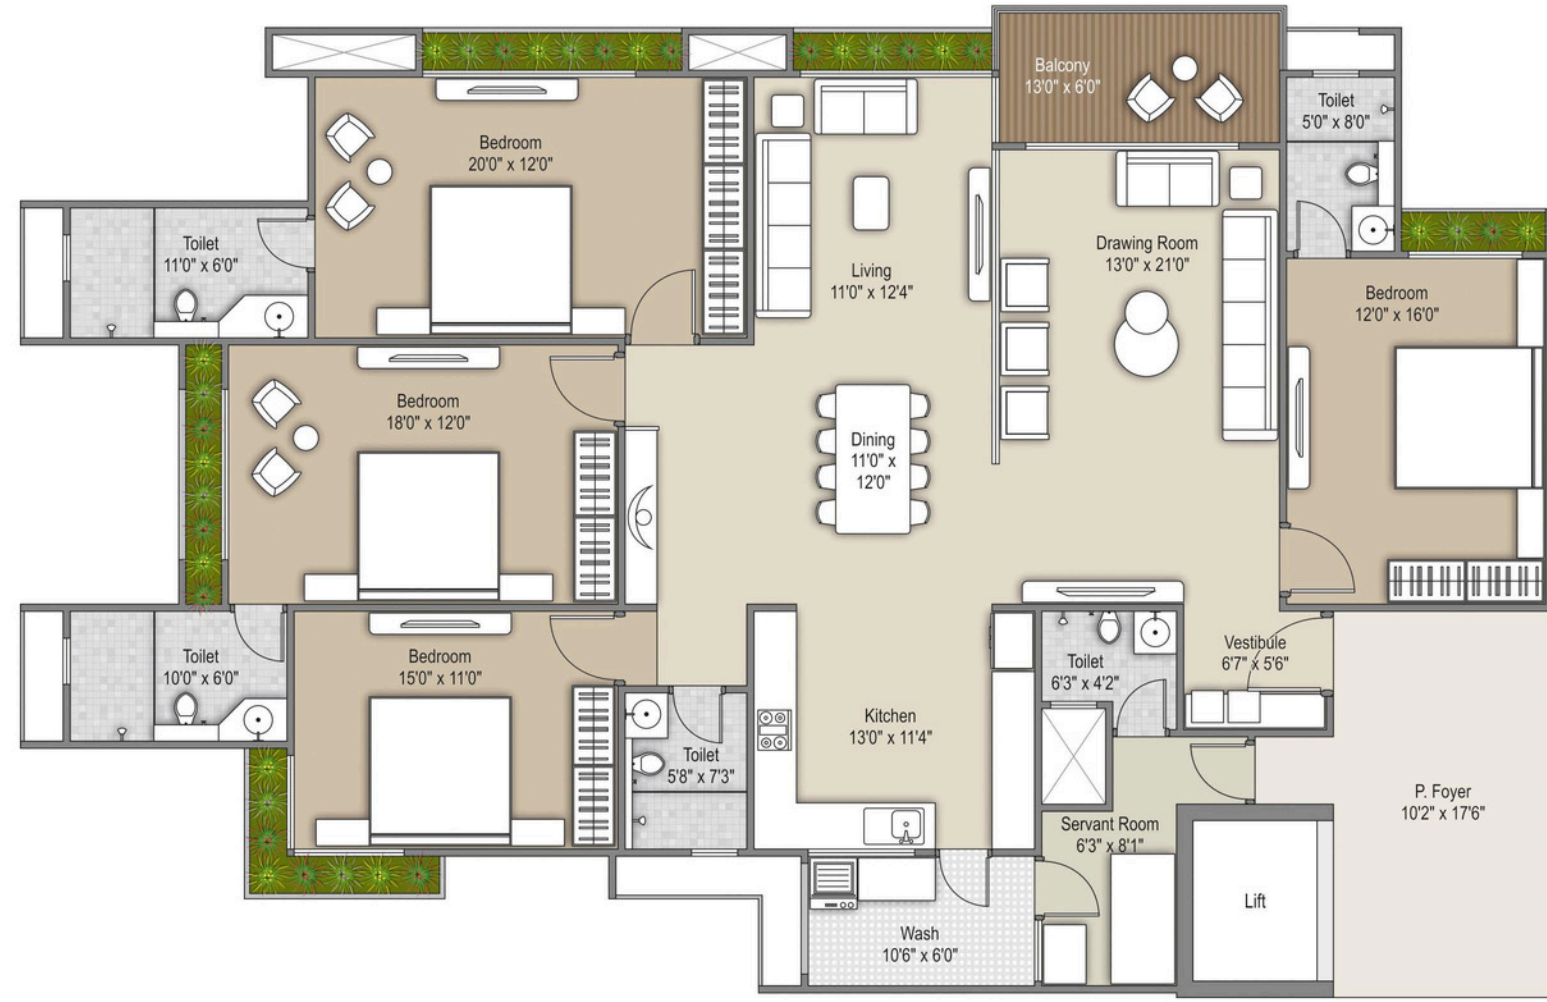 Balcony
13'0" x 6'0"
Toilet
5'0" x 8'0"
Bedroom
20'0" x 12'0"
Toilet
11'0" x 6'0"
Living
11'0" x 12'4"
Drawing Room
13'0" x 21'0"
Bedroom
12'0" x 16'0"
Bedroom
18'0" x 12'0"
Dining
11'0" x
12'0"
Toilet
10'0" x 6'0"
Bedroom
15'0" x 11'0"
Toilet
6'3" x 4'2"
Vestibule
6'7" x 5'6"
Kitchen
13'0" x 11'4"
Toilet
5'8" x 7'3"
P. Foyer
10'2" x 17'6"
Servant Room
6'3" x 8'1"
Lift
Wash
10'6" x 6'0"